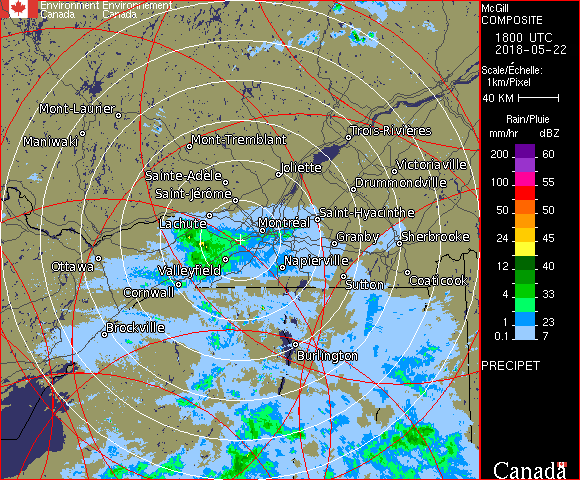 Environment Environnement
Canada Canada
McGill
COMPOSITE
1800 UTC
2018-05-22
Scale/Échelle:
1km/Pixel
40 KM
Rain/Pluie
mm/hr dBZ
200 60
100 55
50 50
24 45
12 40
4 33
1 23
0.1 7
PRECIPET
Canada
Mont-Laurier
Maniwaki
Mont-Tremblant
Trois-Rivières
Sainte-Adèle
Joliette
Victoriaville
Saint-Jérôme
Drummondville
Lachute
Montréal
Saint-Hyacinthe
Granby
Sherbrooke
Ottawa
Valleyfield
Napierville
Cornwall
Sutton
Coaticook
Brockville
Burlington